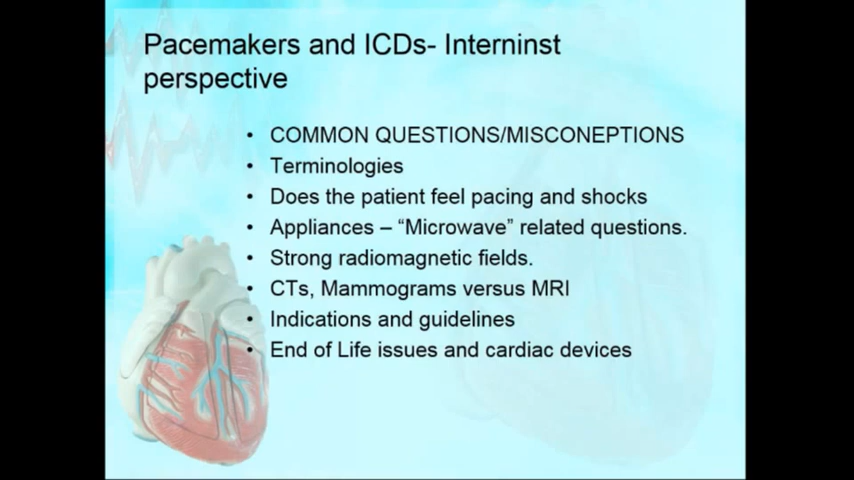 Pacemakers and ICDs- Interninst
perspective
• COMMON QUESTIONS/MISCONEPTIONS
• Terminologies
• Does the patient feel pacing and shocks
• Appliances – “Microwave” related questions.
• Strong radiomagnetic fields.
• CTs, Mammograms versus MRI
• Indications and guidelines
• End of Life issues and cardiac devices